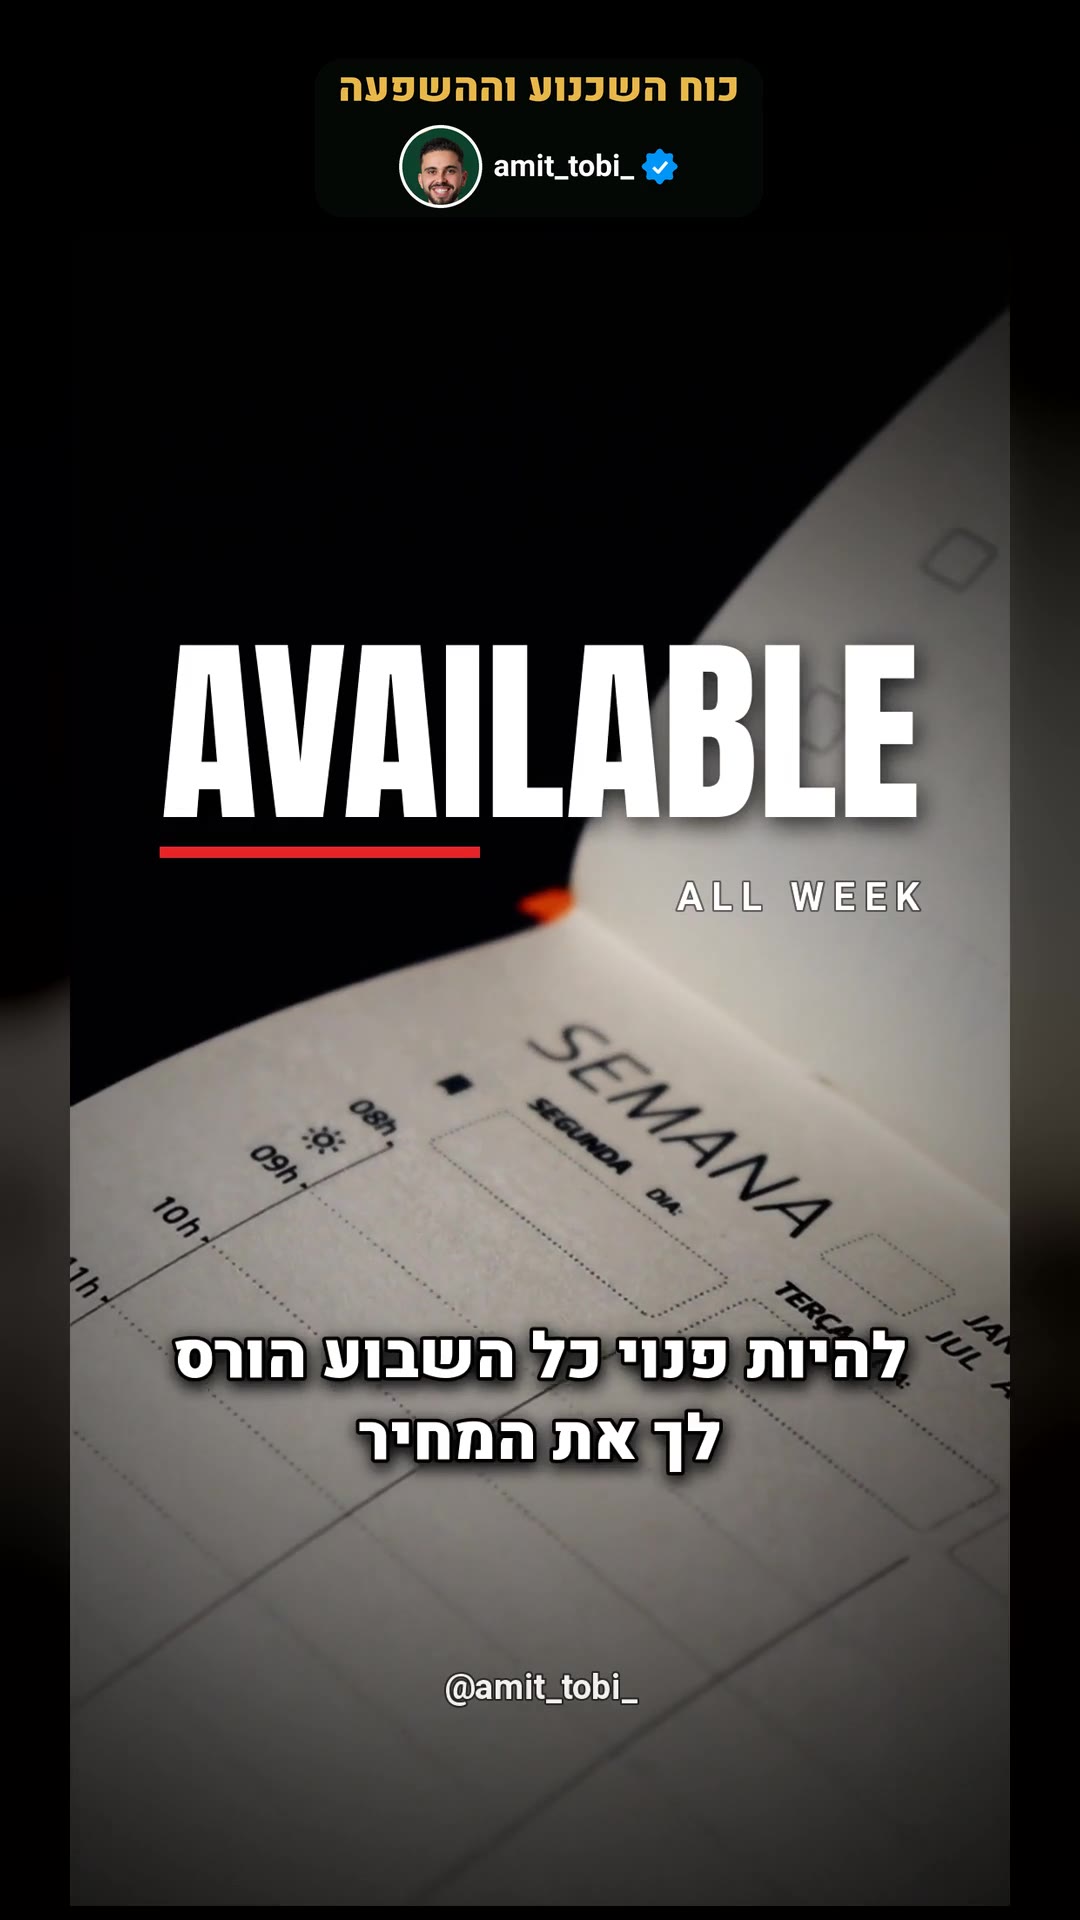 כוח השכנוע וההשפעה
amit_tobi_
AVAILABLE
ALL WEEK
SEMANA
SEGUNDA
DIA:
08h
09h
10h
11h
TERÇA
JAN
JUL
להיות פנוי כל השבוע הורס
לך את המחיר
@amit_tobi_